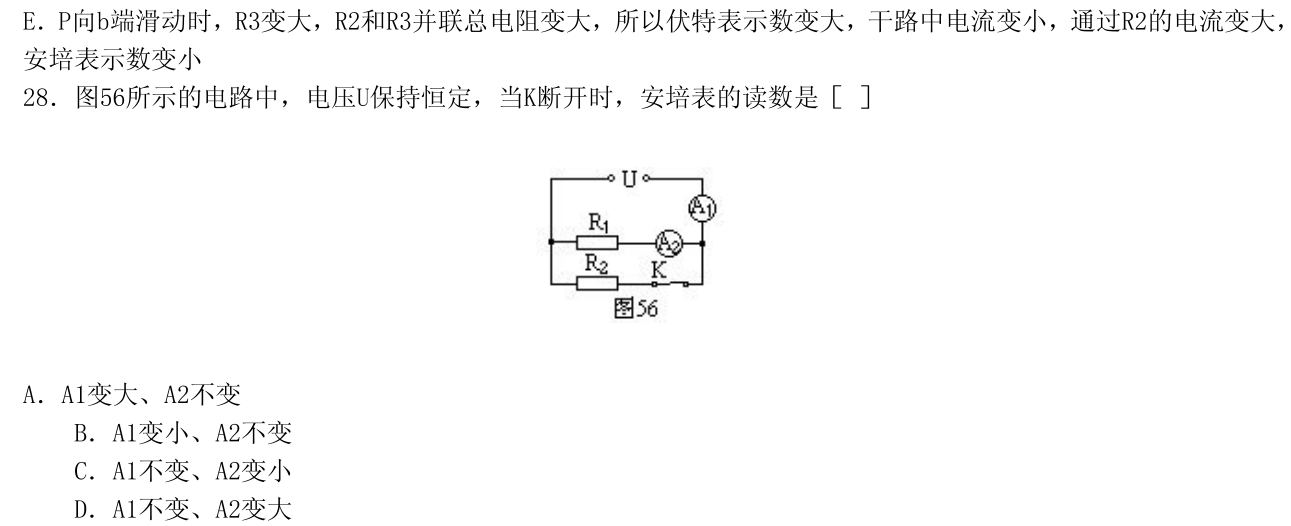 E. P向b端滑动时，R3变大，R2和R3并联总电阻变大，所以伏特表示数变大，干路中电流变小，通过R2的电流变大，
安培表示数变小
28. 图56所示的电路中，电压U保持恒定，当K断开时，安培表的读数是 [ ]
U
A1
R1
A2
R2
K
图56
A. A1变大、A2不变
B. A1变小、A2不变
C. A1不变、A2变小
D. A1不变、A2变大